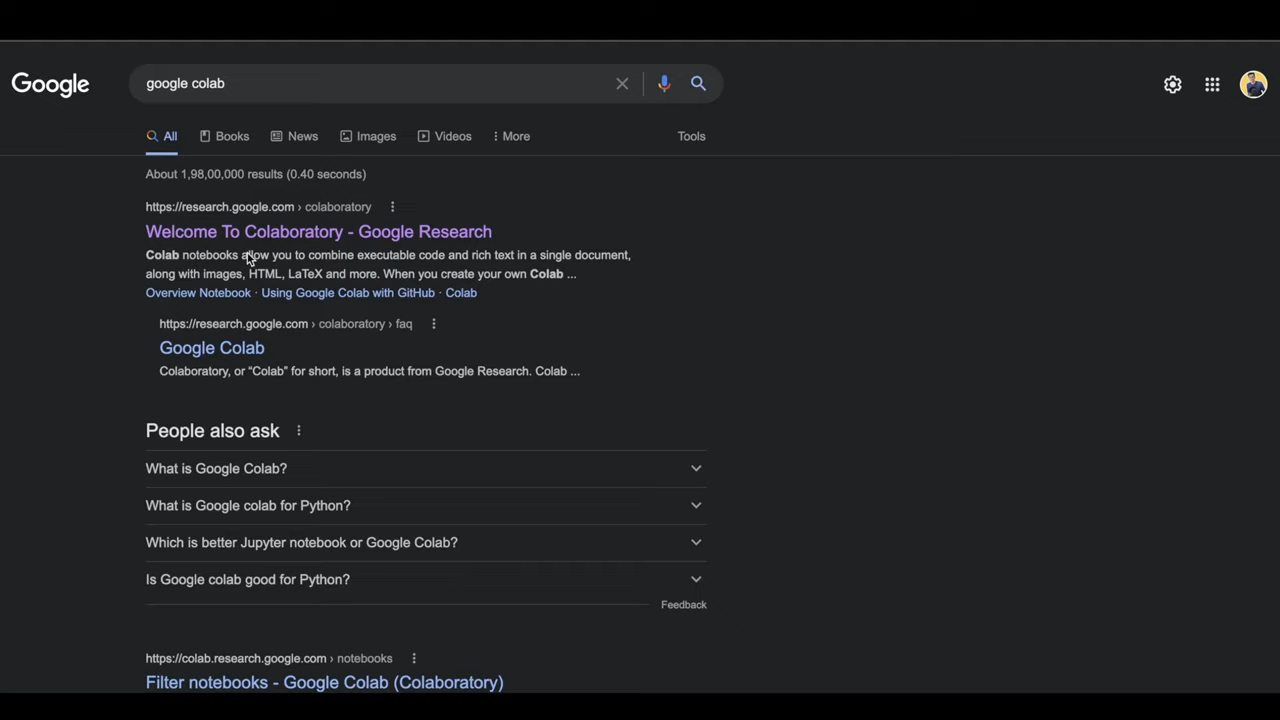 Google
google colab
All
Books
News
Images
Videos
More
Tools
About 1,98,00,000 results (0.40 seconds)
https://research.google.com › colaboratory
Welcome To Colaboratory - Google Research
Colab notebooks allow you to combine executable code and rich text in a single document,
along with images, HTML, LaTeX and more. When you create your own Colab ...
Overview Notebook · Using Google Colab with GitHub · Colab
https://research.google.com › colaboratory › faq
Google Colab
Colaboratory, or “Colab” for short, is a product from Google Research. Colab ...
People also ask
What is Google Colab?
What is Google colab for Python?
Which is better Jupyter notebook or Google Colab?
Is Google colab good for Python?
Feedback
https://colab.research.google.com › notebooks
Filter notebooks - Google Colab (Colaboratory)